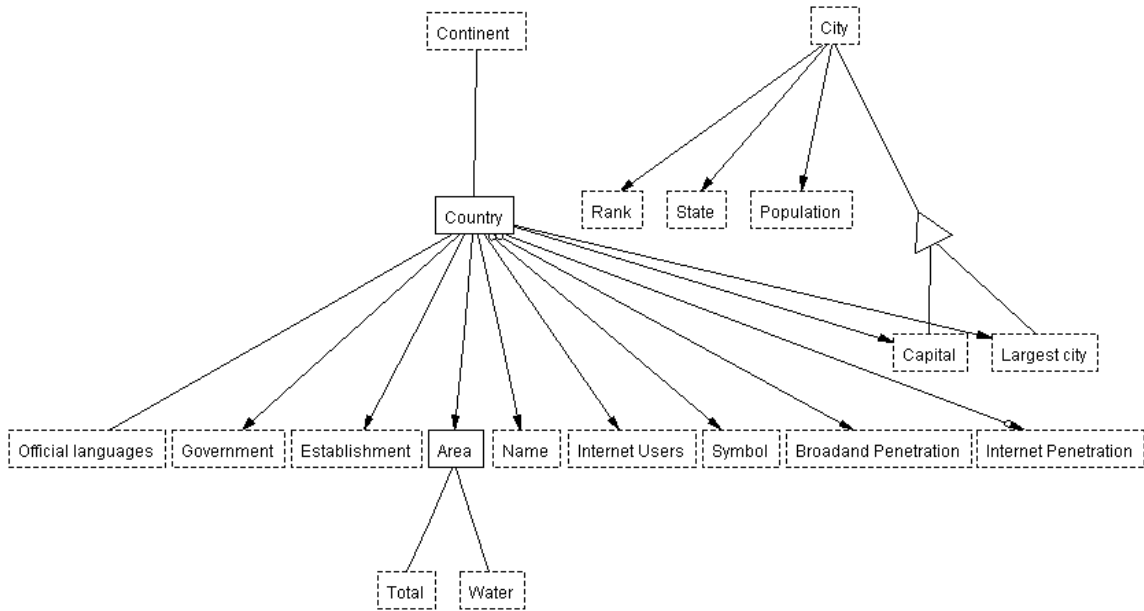 Continent
City
Rank
State
Population
Country
Capital
Largest city
Official languages
Government
Establishment
Area
Name
Internet Users
Symbol
Broadand Penetration
Internet Penetration
Total
Water